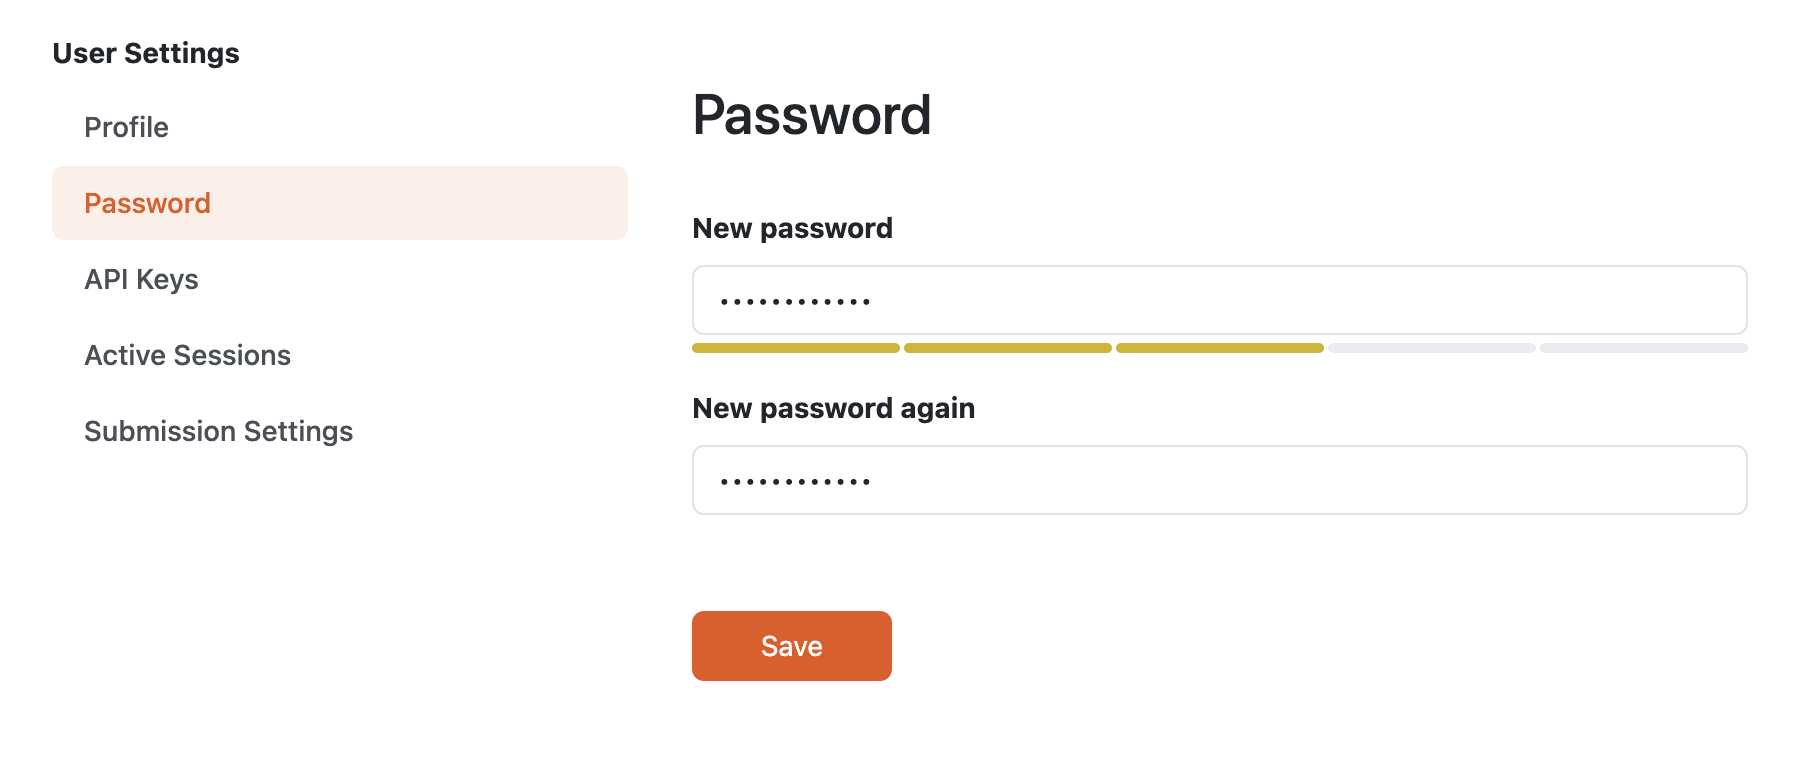 User Settings
Profile
Password
API Keys
Active Sessions
Submission Settings
Password
New password
••••••••••••
New password again
••••••••••••
Save